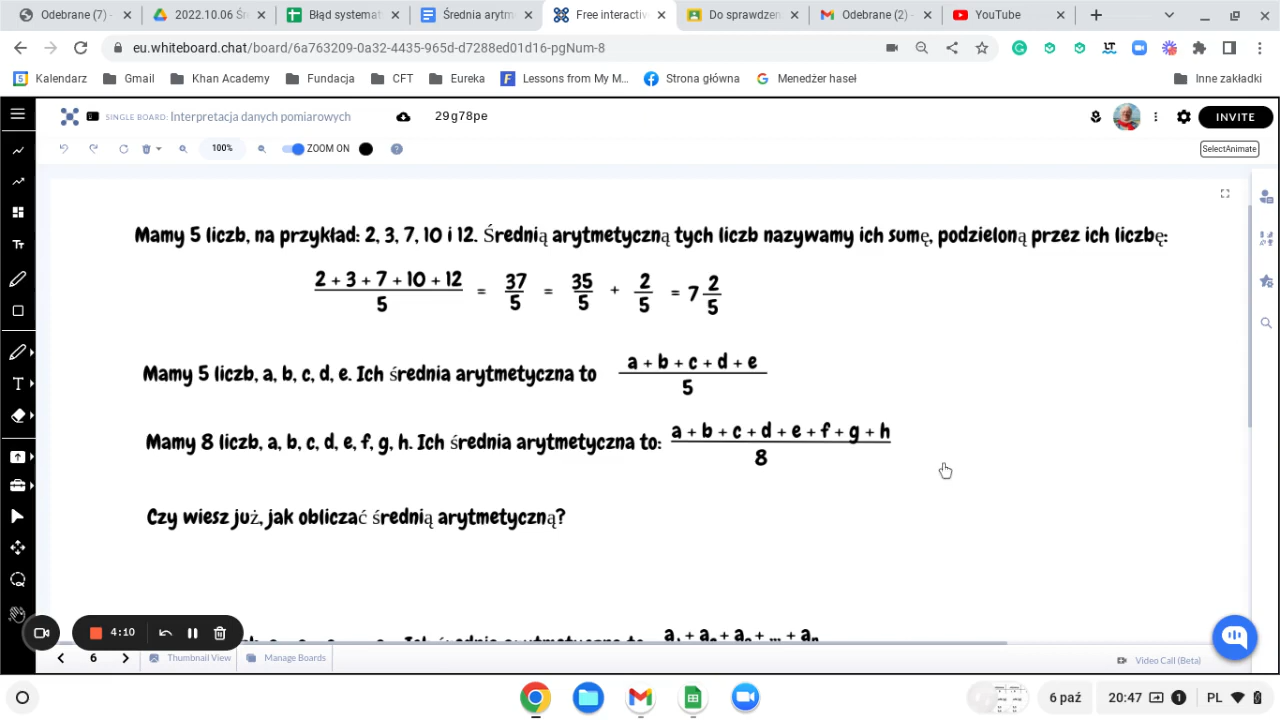 Odebrane (7) -
2022.10.06 Śr
Błąd systemat
Średnia arytm
Free interactiv
Do sprawdzen
Odebrane (2) –
YouTube
eu.whiteboard.chat/board/6a763209-0a32-4435-965d-d7288ed01d16-pgNum-8
Kalendarz
Gmail
Khan Academy
Fundacja
CFT
Eureka
Lessons from My M...
Strona główna
Menedżer haseł
Inne zakładki
SINGLE BOARD: Interpretacja danych pomiarowych
29g78pe
INVITE
100%
ZOOM ON
SelectAnimate
Mamy 5 liczb, na przykład: 2, 3, 7, 10 i 12. Średnią arytmetyczną tych liczb nazywamy ich sumę, podzieloną przez ich liczbę:
2 + 3 + 7 + 10 + 12 / 5 = 37/5 = 35/5 + 2/5 = 7 2/5
Mamy 5 liczb, a, b, c, d, e. Ich średnia arytmetyczna to a + b + c + d + e / 5
Mamy 8 liczb, a, b, c, d, e, f, g, h. Ich średnia arytmetyczna to: a + b + c + d + e + f + g + h / 8
Czy wiesz już, jak obliczać średnią arytmetyczną?
4:10
6
Thumbnail View
Manage Boards
Video Call (Beta)
6 paź
20:47
1
PL